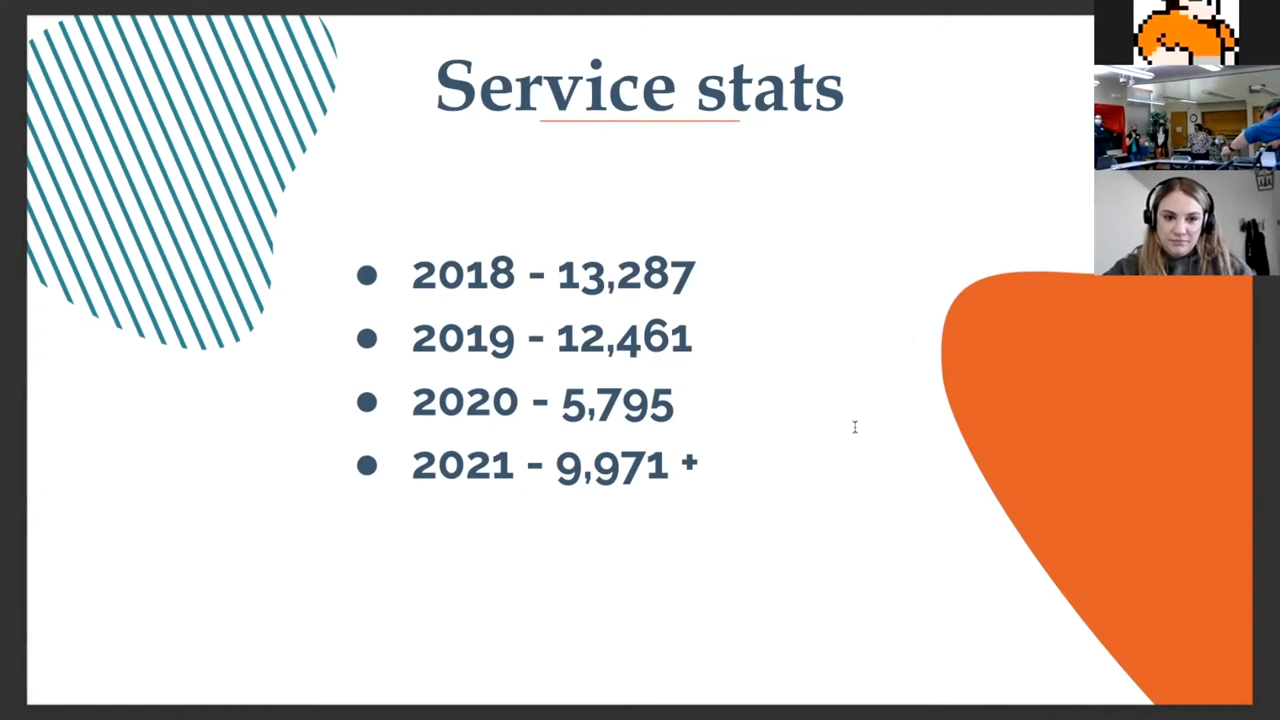 Service stats
● 2018 - 13,287
● 2019 - 12,461
● 2020 - 5,795
● 2021 - 9,971 +